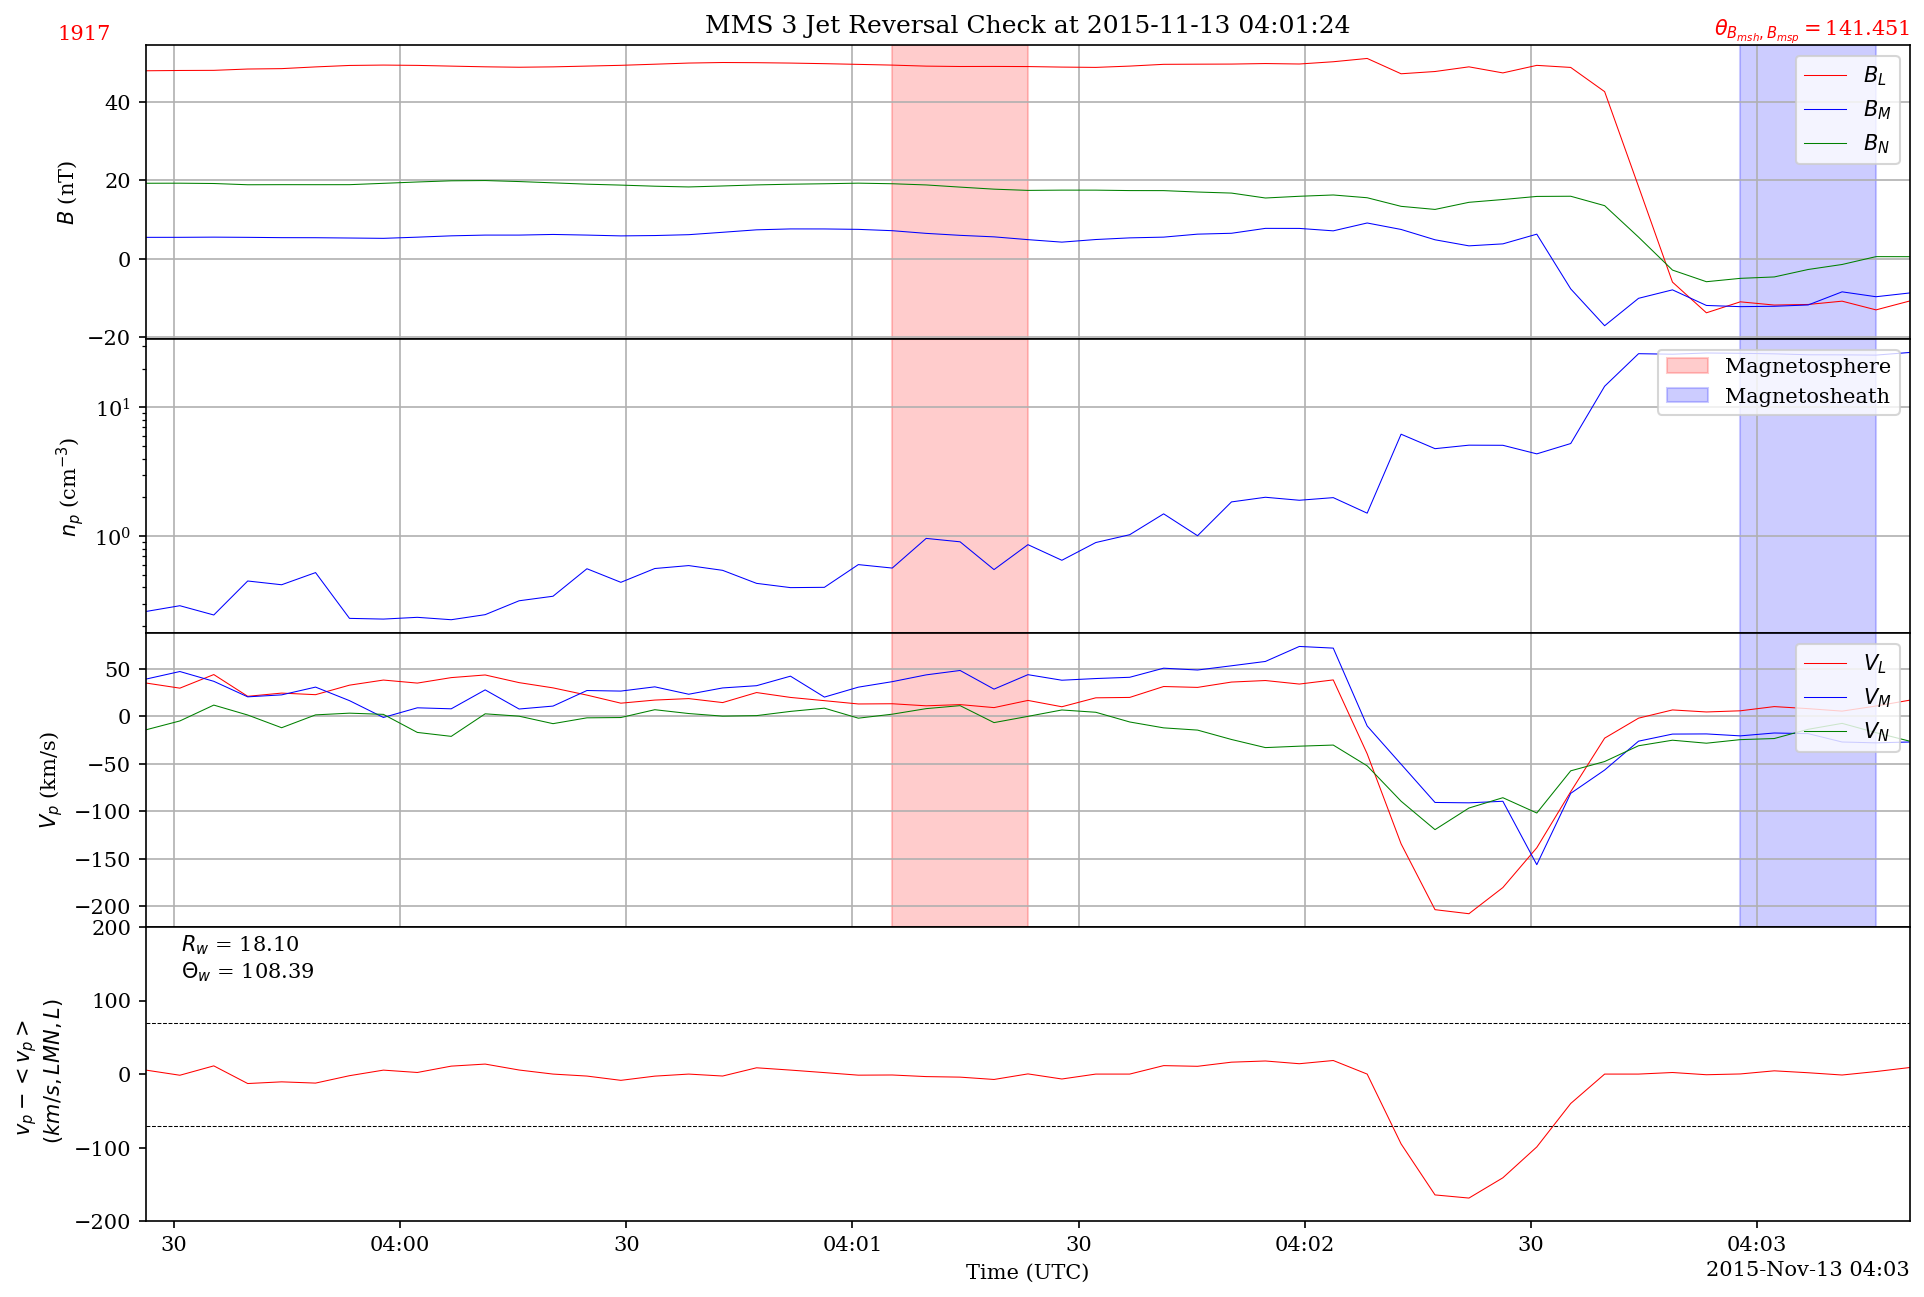 1917
MMS 3 Jet Reversal Check at 2015-11-13 04:01:24
θ_{B_{msh}, B_{msp}} = 141.451
B (nT)
40
20
0
−20
B_L
B_M
B_N
n_p (cm^{−3})
10^1
10^0
Magnetosphere
Magnetosheath
V_p (km/s)
50
0
−50
−100
−150
−200
V_L
V_M
V_N
v_p − < v_p >
(km/s, LMN, L)
200
100
0
−100
−200
R_w = 18.10
Θ_w = 108.39
30 04:00 30 04:01 30 04:02 30 04:03
Time (UTC)
2015-Nov-13 04:03